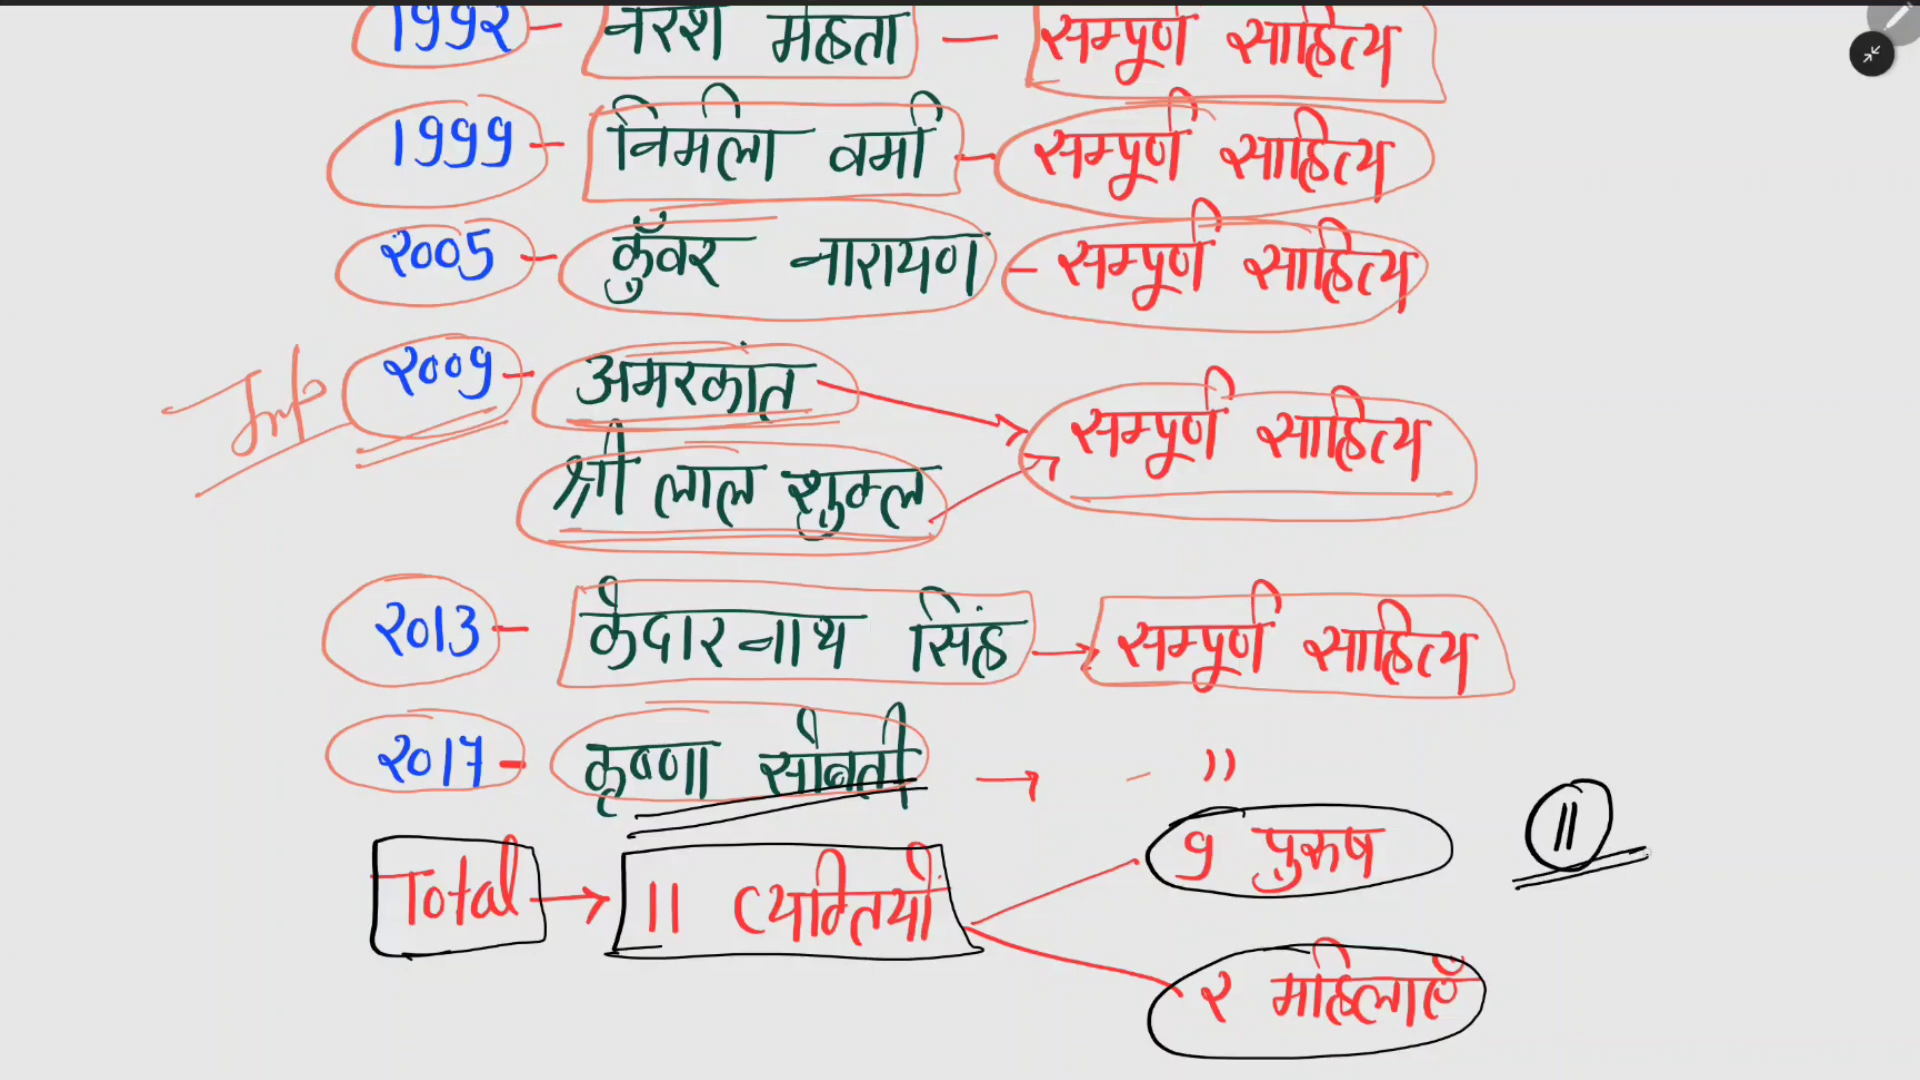 1992 - नरेश मेहता - सम्पूर्ण साहित्य
1999 - निर्मला वर्मा - सम्पूर्ण साहित्य
2005 - कुँवर नारायण - सम्पूर्ण साहित्य
Imp 2009 - अमरकांत
श्री लाल शुक्ल
सम्पूर्ण साहित्य
2013 - केदारनाथ सिंह → सम्पूर्ण साहित्य
2017 - कृष्णा सोबती → - "
Total → 11 व्यक्तियों
9 पुरुष
2 महिलाएँ
11